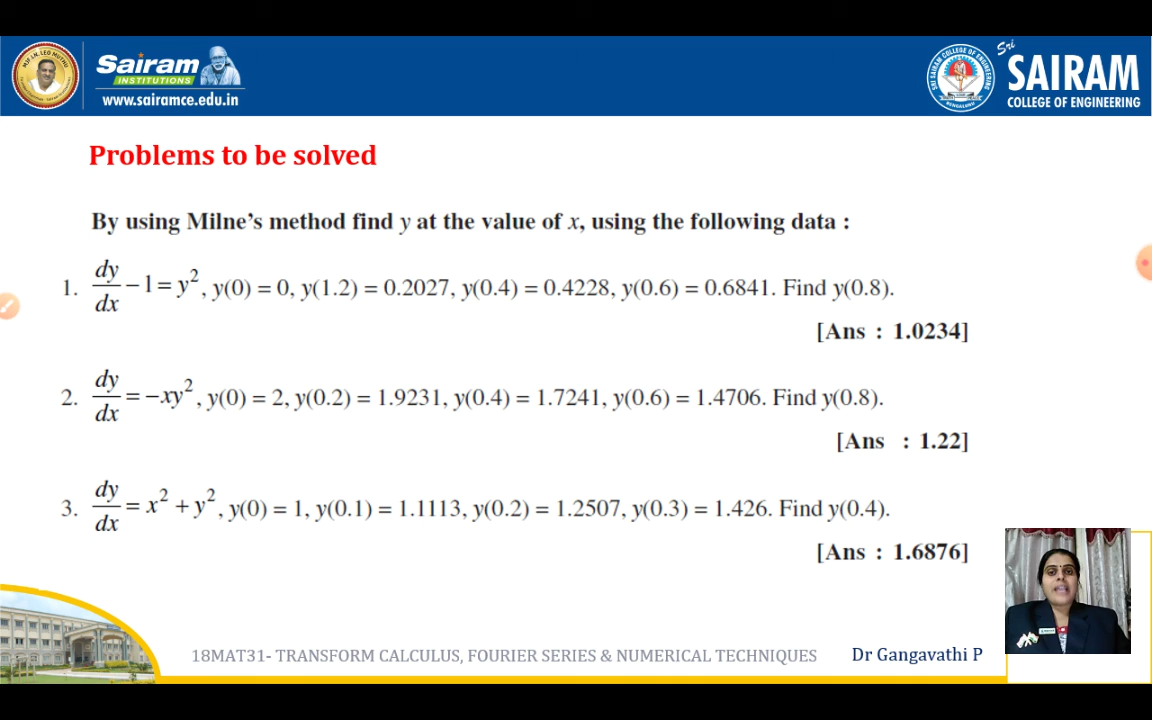 Sairam
INSTITUTIONS
www.sairamce.edu.in
Sri
SAIRAM
COLLEGE OF ENGINEERING
Problems to be solved
By using Milne's method find y at the value of x, using the following data :
1. dy/dx − 1 = y², y(0) = 0, y(1.2) = 0.2027, y(0.4) = 0.4228, y(0.6) = 0.6841. Find y(0.8).
[Ans : 1.0234]
2. dy/dx = −xy², y(0) = 2, y(0.2) = 1.9231, y(0.4) = 1.7241, y(0.6) = 1.4706. Find y(0.8).
[Ans : 1.22]
3. dy/dx = x² + y², y(0) = 1, y(0.1) = 1.1113, y(0.2) = 1.2507, y(0.3) = 1.426. Find y(0.4).
[Ans : 1.6876]
18MAT31- TRANSFORM CALCULUS, FOURIER SERIES & NUMERICAL TECHNIQUES
Dr Gangavathi P